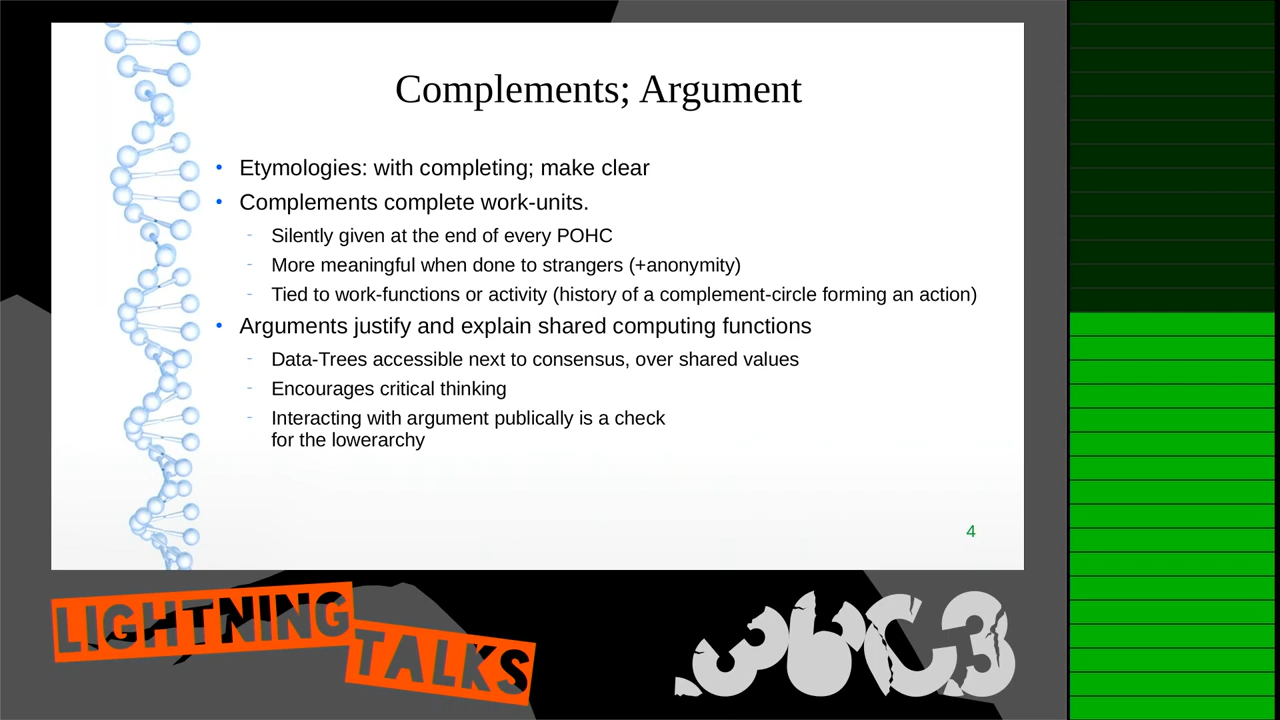 Complements; Argument
Etymologies: with completing; make clear
Complements complete work-units.
Silently given at the end of every POHC
More meaningful when done to strangers (+anonymity)
Tied to work-functions or activity (history of a complement-circle forming an action)
Arguments justify and explain shared computing functions
Data-Trees accessible next to consensus, over shared values
Encourages critical thinking
Interacting with argument publically is a check
for the lowerarchy
4
LIGHTNING
TALKS
36C3